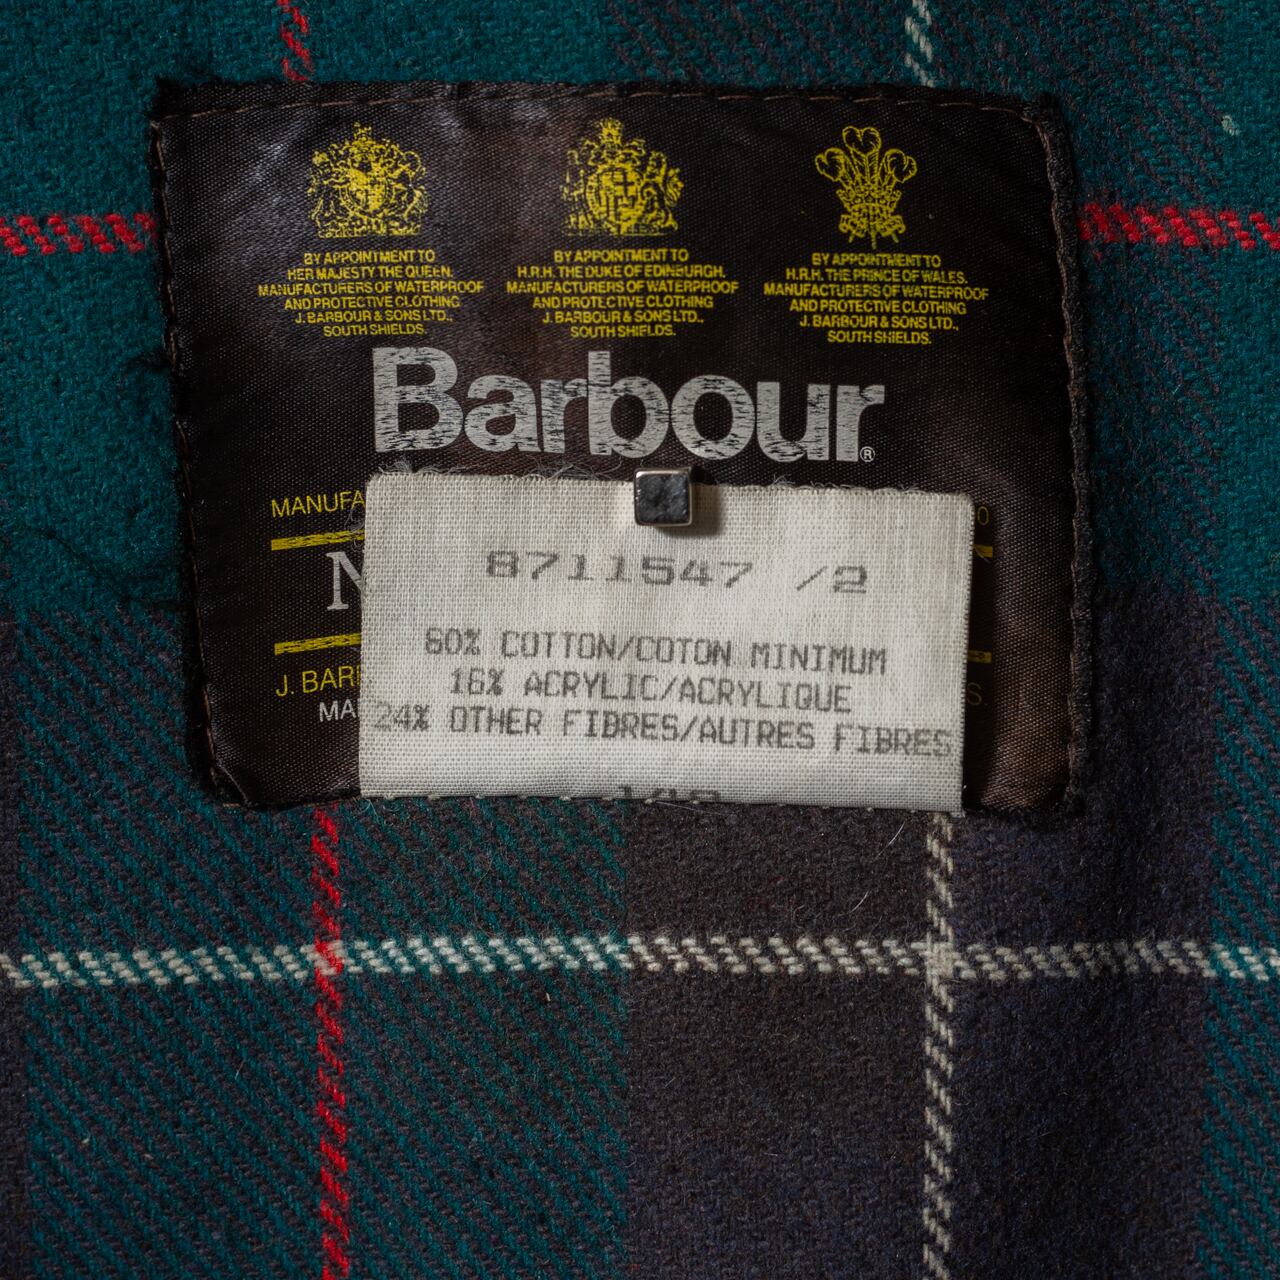 BY APPOINTMENT TO
HER MAJESTY THE QUEEN.
MANUFACTURERS OF WATERPROOF
AND PROTECTIVE CLOTHING
J. BARBOUR & SONS LTD.,
SOUTH SHIELDS.
BY APPOINTMENT TO
H.R.H. THE DUKE OF EDINBURGH.
MANUFACTURERS OF WATERPROOF
AND PROTECTIVE CLOTHING
J. BARBOUR & SONS LTD.,
SOUTH SHIELDS.
BY APPOINTMENT TO
H.R.H. THE PRINCE OF WALES.
MANUFACTURERS OF WATERPROOF
AND PROTECTIVE CLOTHING
J. BARBOUR & SONS LTD.,
SOUTH SHIELDS.
Barbour®
MANUFA
N
J. BAR
MA
8711547 /2
60% COTTON/COTON MINIMUM
16% ACRYLIC/ACRYLIQUE
24% OTHER FIBRES/AUTRES FIBRES